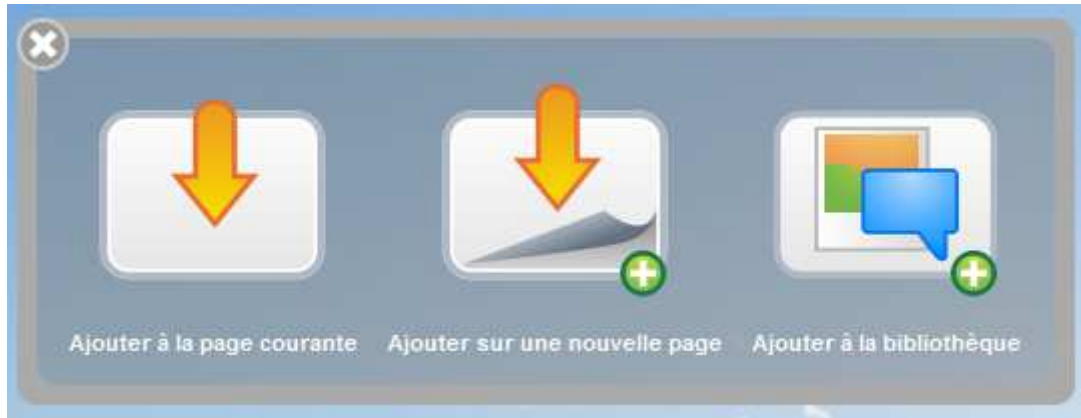 Ajouter à la page courante
Ajouter sur une nouvelle page
Ajouter à la bibliothèque